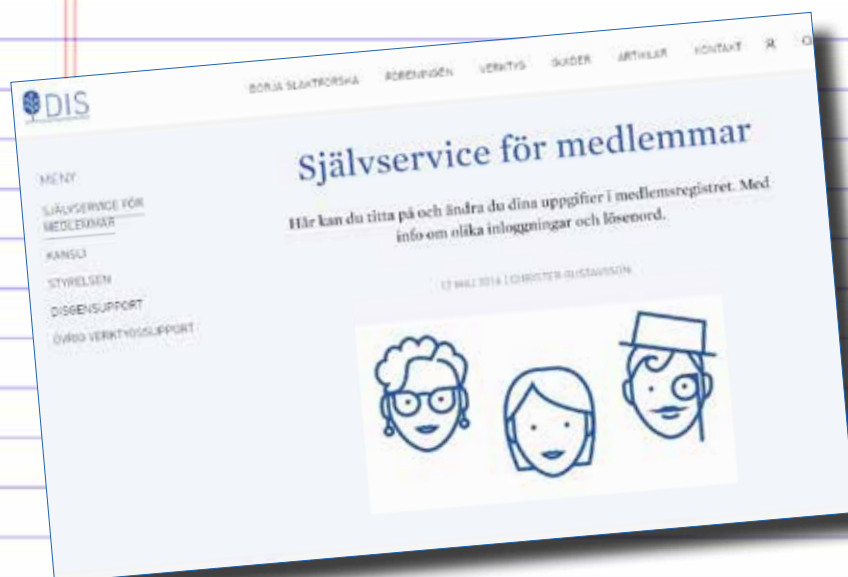 DIS
BÖRJA SLÄKTFORSKA FÖRENINGEN VERKTYG GUIDER ARTIKLAR KONTAKT
Självservice för medlemmar
Här kan du titta på och ändra du dina uppgifter i medlemsregistret. Med
info om olika inloggningar och lösenord.
17 MAJ 2016 | CHRISTER GUSTAVSSON
MENY
SJÄLVSERVICE FÖR
MEDLEMMAR
KANSLI
STYRELSEN
DISGENSUPPORT
ÖVRIG VERKTYGSSUPPORT